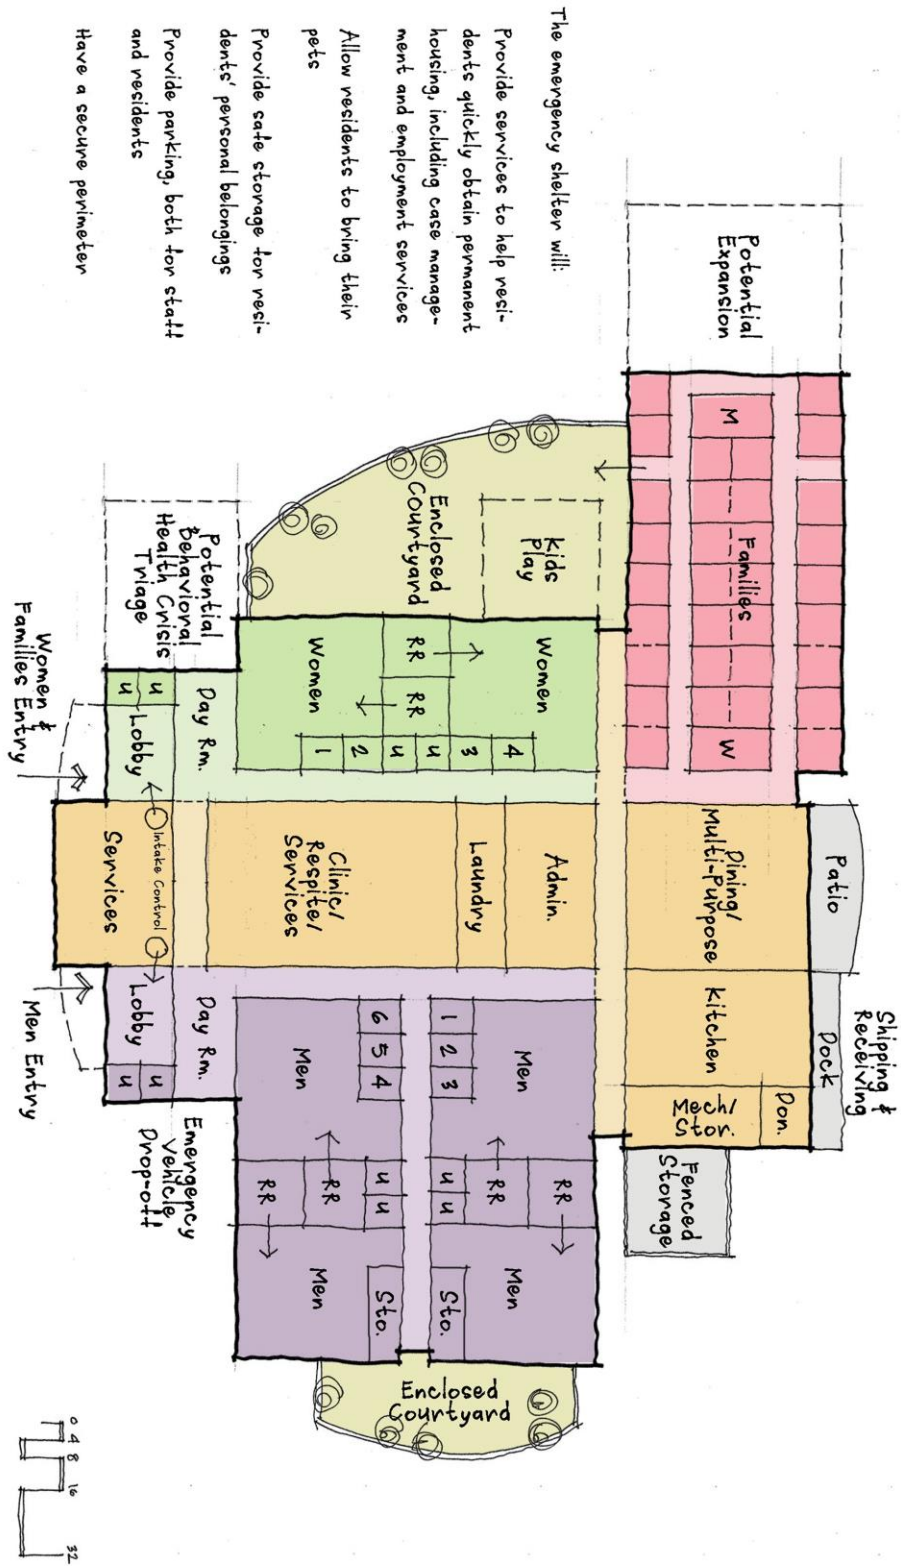 Shipping &
Receiving
Patio
Dock
Potential
Expansion
M
Families
W
Dining/
Multi-Purpose
Kitchen
Don.
Mech/
Stor.
Fenced
Storage
The emergency shelter will:
Provide services to help resi-
dents quickly obtain permanent
housing, including case manage-
ment and employment services
Allow residents to bring their
pets
Provide safe storage for resi-
dents' personal belongings
Provide parking, both for staff
and residents
Have a secure perimeter
Kids
Play
Enclosed
Courtyard
Women
4
3
RR
u
RR
u
2
1
Women
Admin.
Laundry
Clinic/
Respite/
Services
Men
RR
RR
Men
1
2
3
u
u
Sto.
6
5
4
u
u
Sto.
Men
RR
RR
Men
Enclosed
Courtyard
Potential
Behavioral
Health Crisis
Triage
Day Rm.
u
u
Lobby
Intake Control
Services
Day Rm.
Lobby
u
u
Emergency
Vehicle
Drop-off
Women &
Families Entry
Men Entry
0
4
8
16
32